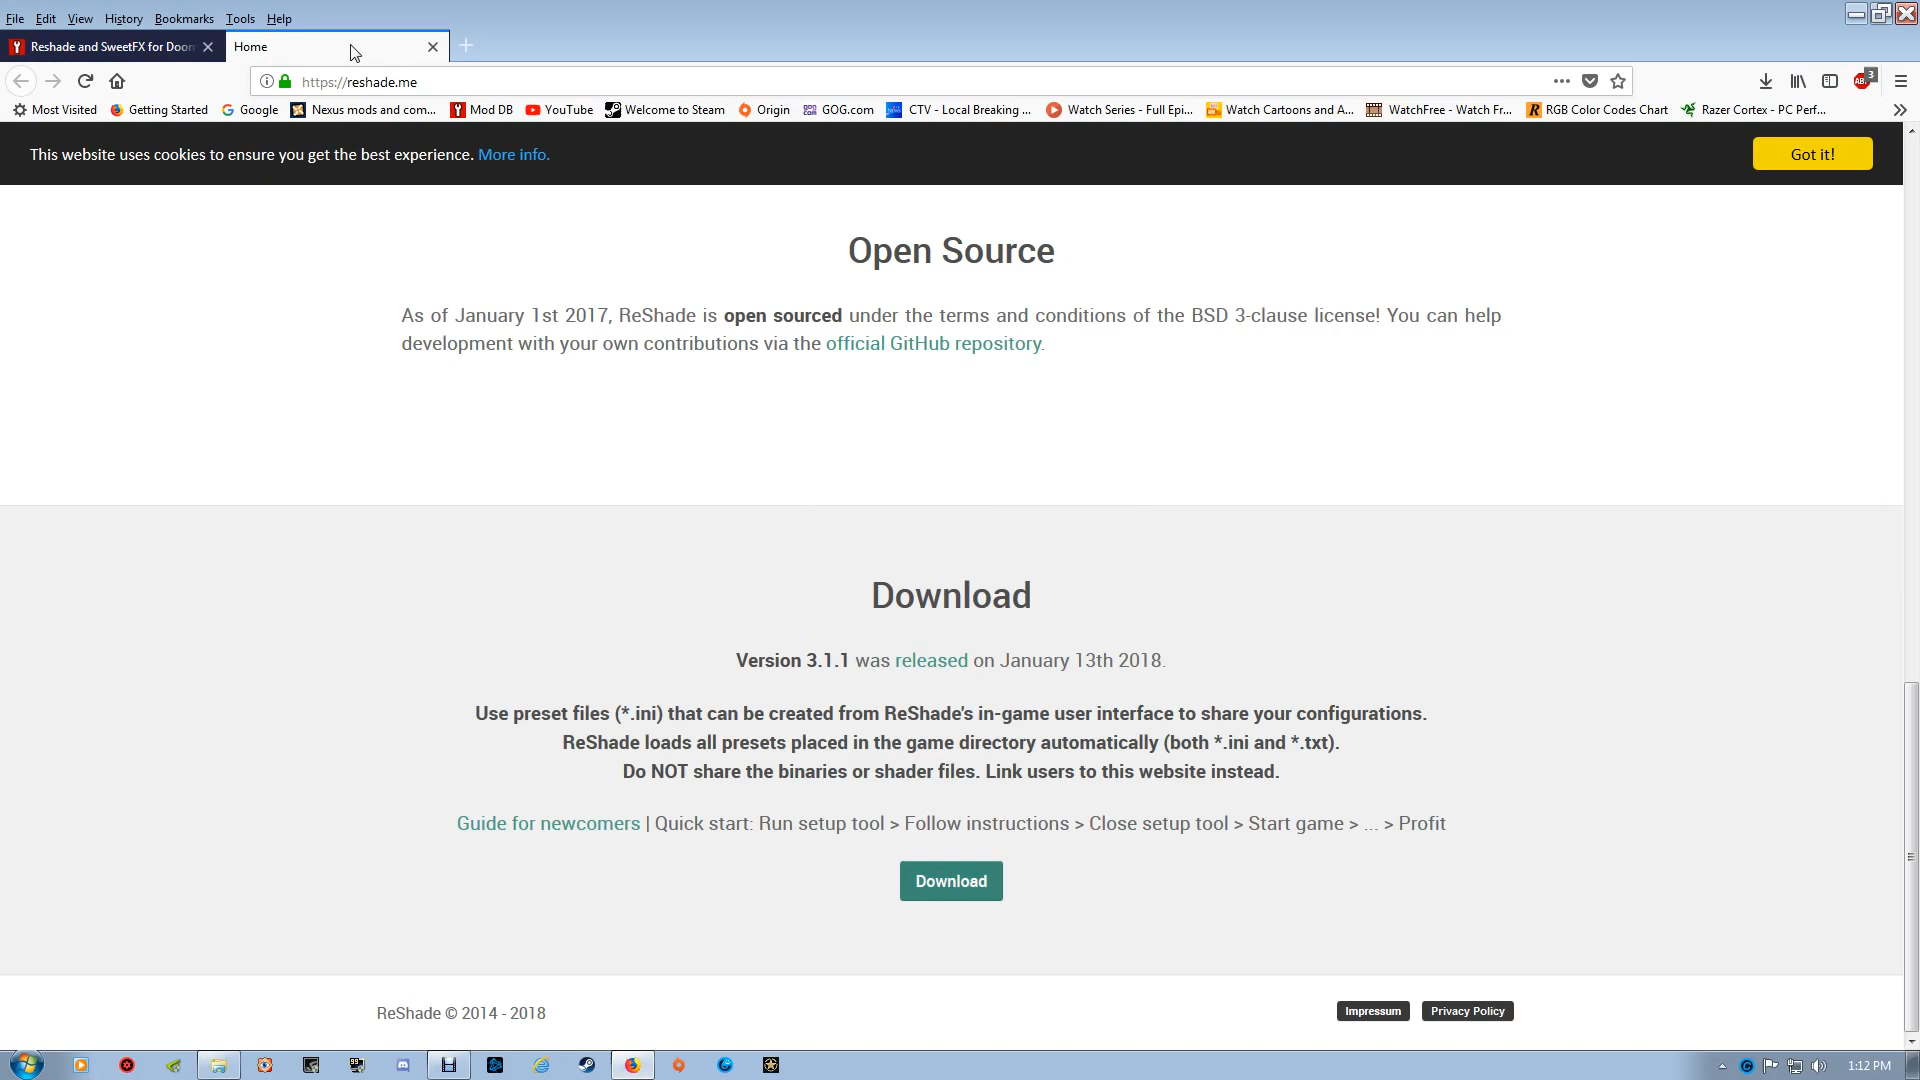 File Edit View History Bookmarks Tools Help
Reshade and SweetFX for Doom
Home
https://reshade.me
3
Most Visited Getting Started Google Nexus mods and com... Mod DB YouTube Welcome to Steam Origin GOG.com CTV - Local Breaking ... Watch Series - Full Epi... Watch Cartoons and A... WatchFree - Watch Fr... RGB Color Codes Chart Razer Cortex - PC Perf...
This website uses cookies to ensure you get the best experience. More info.
Got it!
Open Source
As of January 1st 2017, ReShade is open sourced under the terms and conditions of the BSD 3-clause license! You can help
development with your own contributions via the official GitHub repository.
Download
Version 3.1.1 was released on January 13th 2018.
Use preset files (*.ini) that can be created from ReShade's in-game user interface to share your configurations.
ReShade loads all presets placed in the game directory automatically (both *.ini and *.txt).
Do NOT share the binaries or shader files. Link users to this website instead.
Guide for newcomers | Quick start: Run setup tool > Follow instructions > Close setup tool > Start game > ... > Profit
Download
ReShade © 2014 - 2018
Impressum
Privacy Policy
1:12 PM